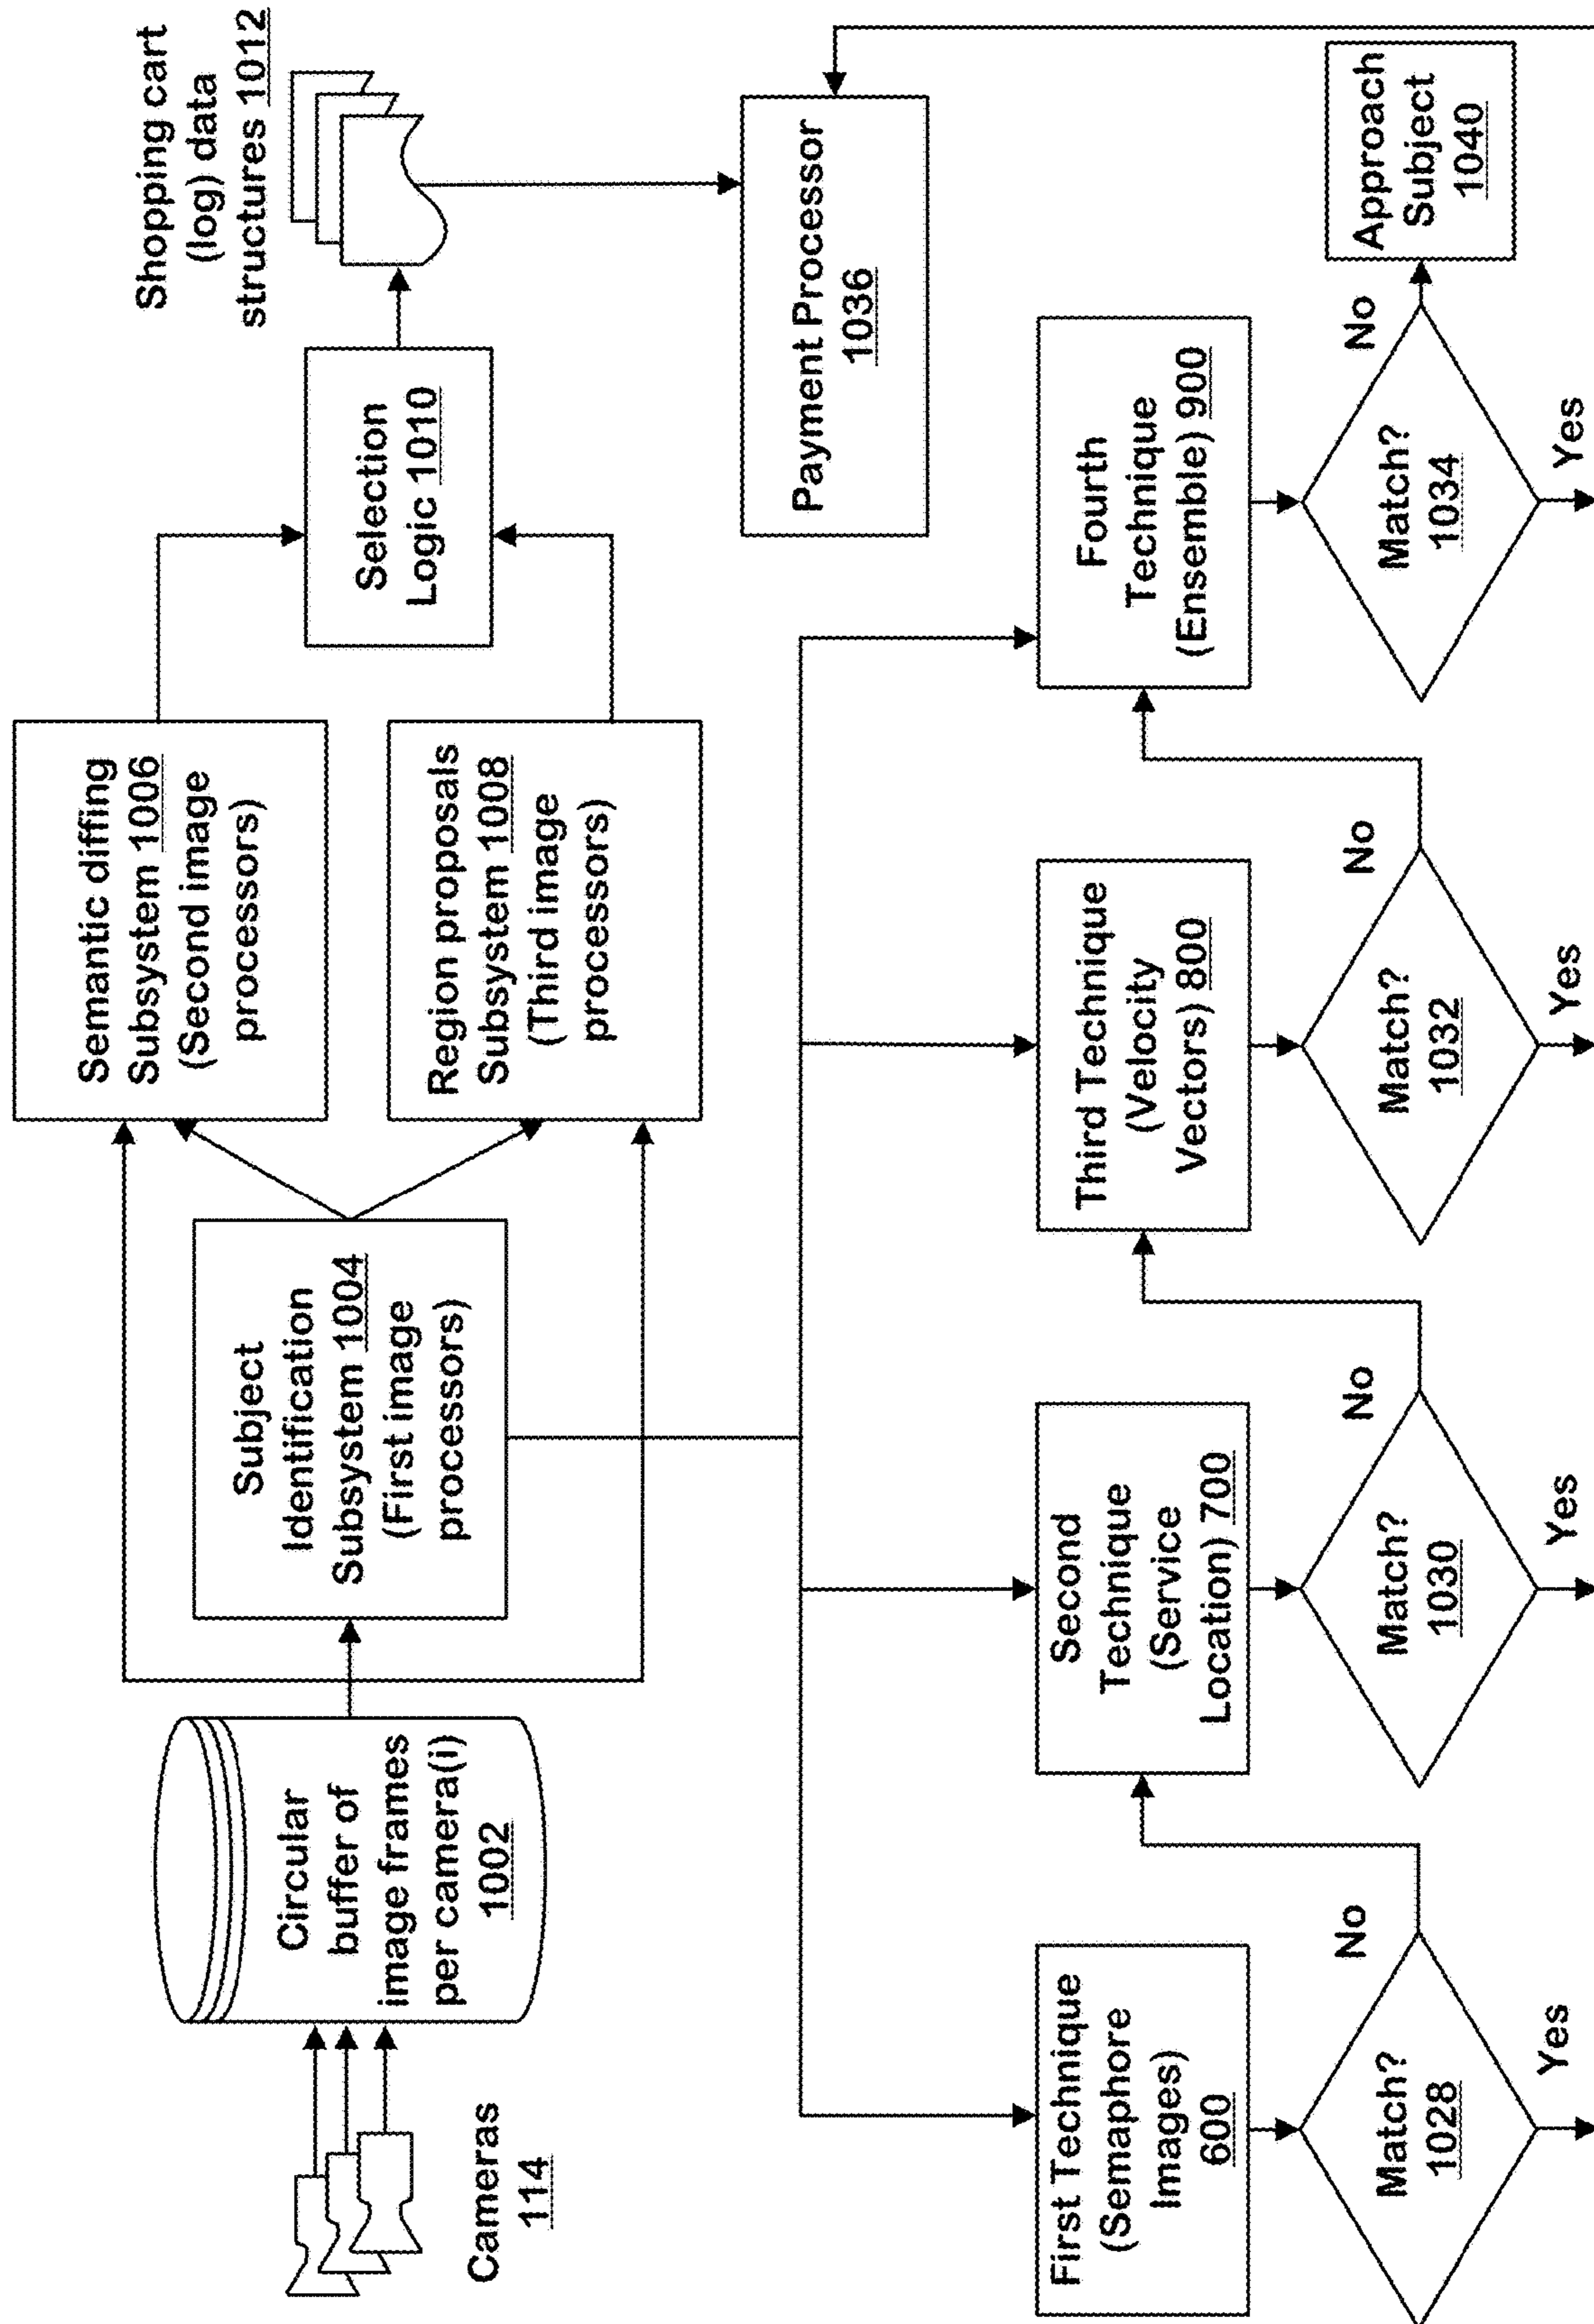 Cameras
114
Circular
buffer of
image frames
per camera(i)
1002
Subject
Identification
Subsystem 1004
(First image
processors)
Semantic diffing
Subsystem 1006
(Second image
processors)
Region proposals
Subsystem 1008
(Third image
processors)
Selection
Logic 1010
Shopping cart
(log) data
structures 1012
Payment Processor
1036
First Technique
(Semaphore
Images)
600
Second
Technique
(Service
Location) 700
Third Technique
(Velocity
Vectors) 800
Fourth
Technique
(Ensemble) 900
Match?
1028
No
Yes
Match?
1030
No
Yes
Match?
1032
No
Yes
Match?
1034
No
Yes
Approach
Subject
1040